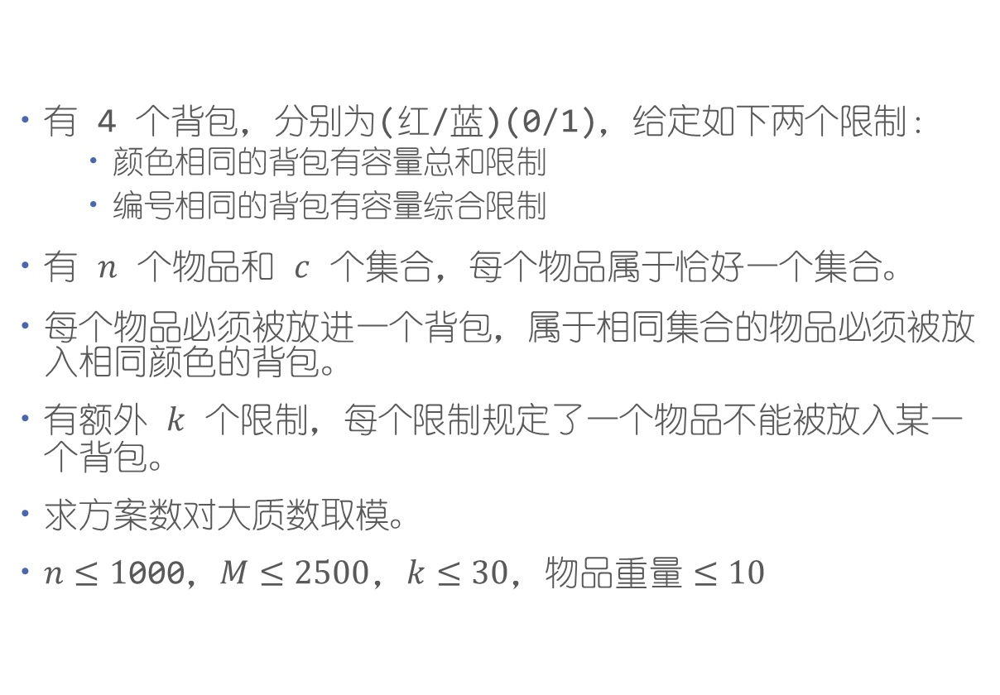 • 有 4 个背包，分别为(红/蓝)(0/1)，给定如下两个限制：
• 颜色相同的背包有容量总和限制
• 编号相同的背包有容量综合限制
• 有 n 个物品和 c 个集合，每个物品属于恰好一个集合。
• 每个物品必须被放进一个背包，属于相同集合的物品必须被放
入相同颜色的背包。
• 有额外 k 个限制，每个限制规定了一个物品不能被放入某一
个背包。
• 求方案数对大质数取模。
• n ≤ 1000，M ≤ 2500，k ≤ 30，物品重量 ≤ 10